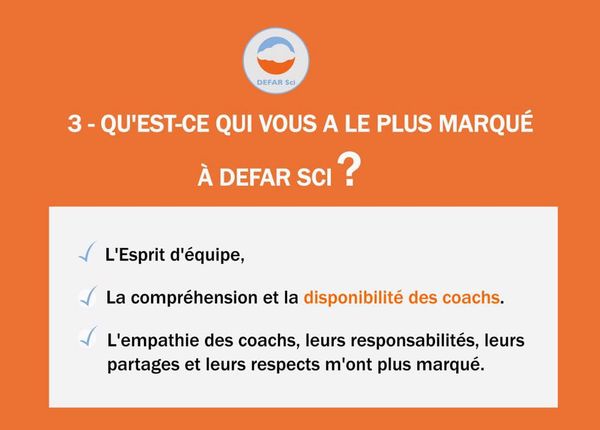 DEFAR Sci
3 - QU'EST-CE QUI VOUS A LE PLUS MARQUÉ
À DEFAR SCI ?
L'Esprit d'équipe,
La compréhension et la disponibilité des coachs.
L'empathie des coachs, leurs responsabilités, leurs
partages et leurs respects m'ont plus marqué.